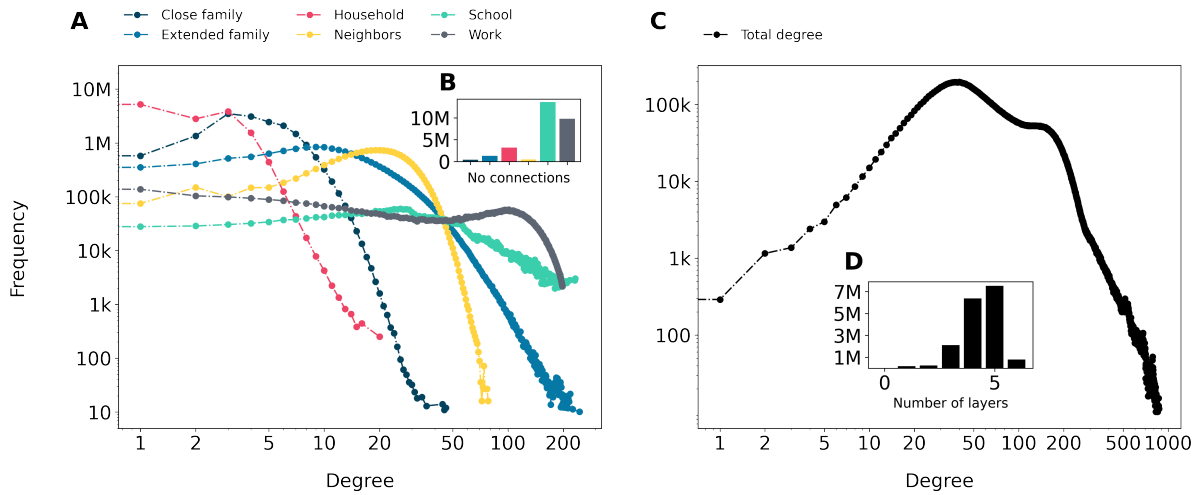 A
Close family
Extended family
Household
Neighbors
School
Work
Frequency
10M
1M
100k
10k
1k
100
10
B
10M
5M
0
No connections
1 2 5 10 20 50 100 200
Degree
C
Total degree
100k
10k
1k
100
D
7M
5M
3M
1M
0 5
Number of layers
1 2 5 10 20 50 100 200 500 1000
Degree